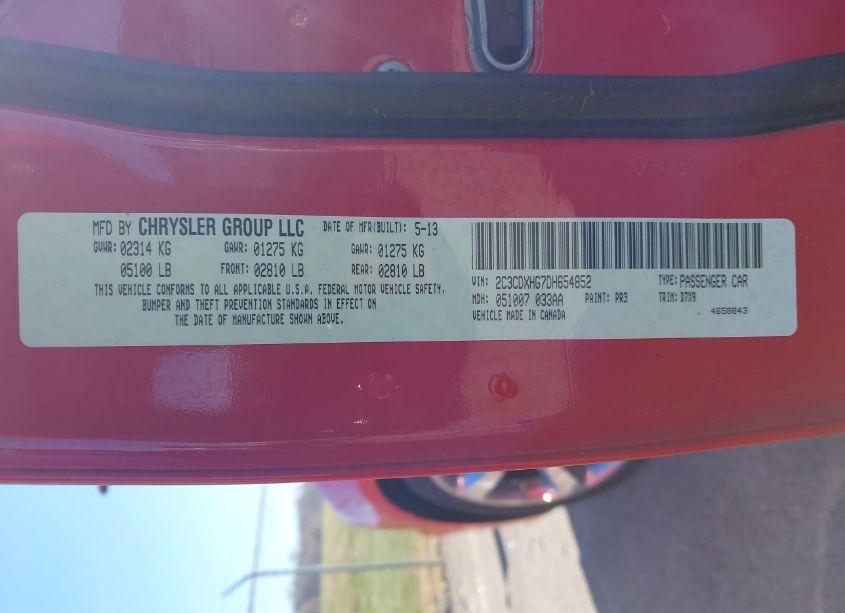 MFD BY CHRYSLER GROUP LLC DATE OF MFR(BUILT): 5-13
GVWR: 02314 KG GAWR: 01275 KG GAWR: 01275 KG
05100 LB FRONT: 02810 LB REAR: 02810 LB
THIS VEHICLE CONFORMS TO ALL APPLICABLE U.S.A. FEDERAL MOTOR VEHICLE SAFETY,
BUMPER AND THEFT PREVENTION STANDARDS IN EFFECT ON
THE DATE OF MANUFACTURE SHOWN ABOVE.
VIN: 2C3CDXHG7DH654852 TYPE: PASSENGER CAR
MDH: 051007 033AA PAINT: PR3 TRIM: D7X9
VEHICLE MADE IN CANADA 4658843